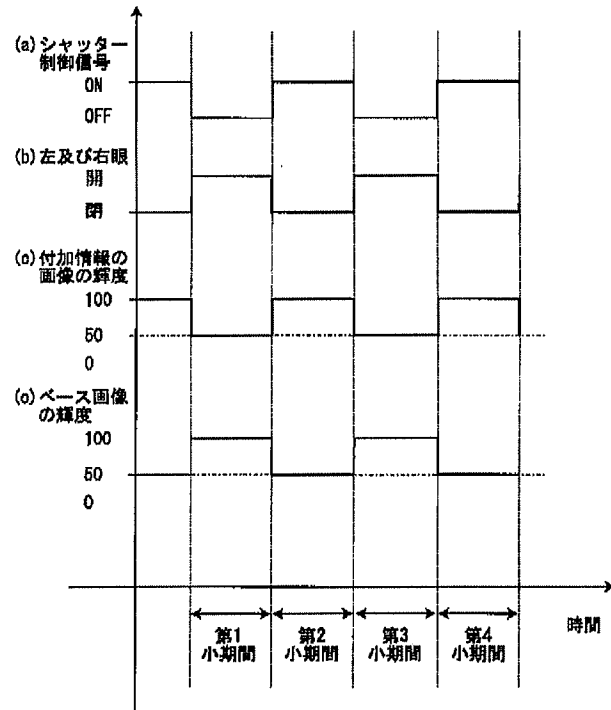 (a)シャッター
制御信号
ON
OFF
(b)左及び右眼
開
閉
(c)付加情報の
画像の輝度
100
50
0
(c)ベース画像
の輝度
100
50
0
第1
小期間
第2
小期間
第3
小期間
第4
小期間
時間